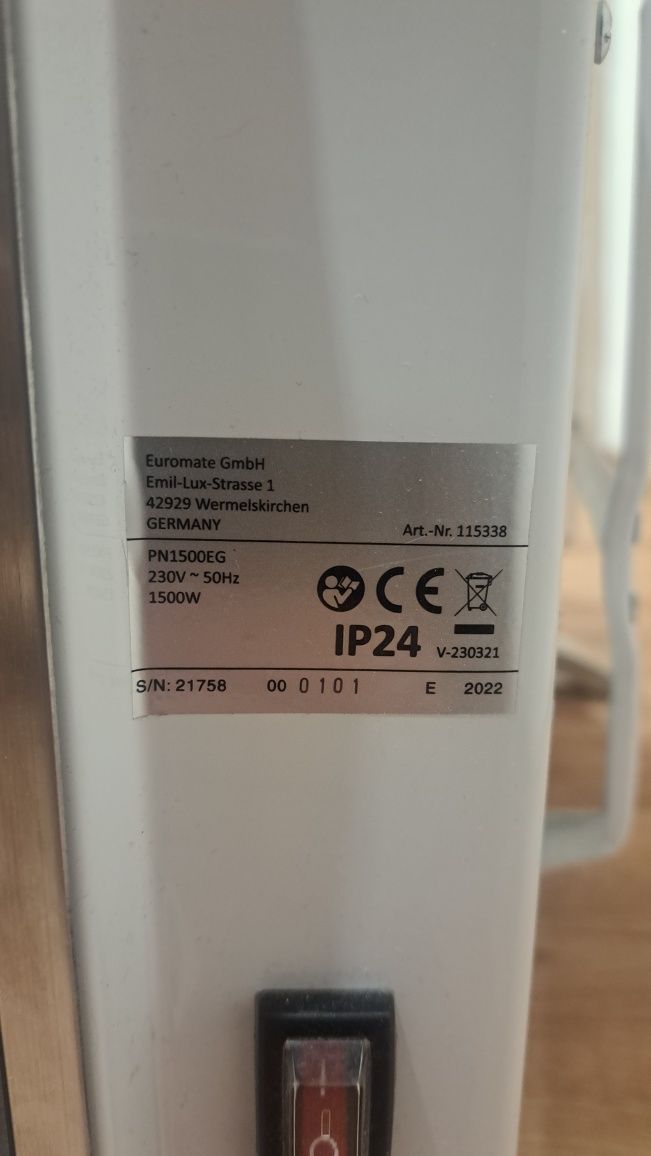 Euromate GmbH
Emil-Lux-Strasse 1
42929 Wermelskirchen
GERMANY
Art.-Nr. 115338
PN1500EG
230V ~ 50Hz
1500W
CE
IP24
V-230321
S/N: 21758 00 0101 E 2022